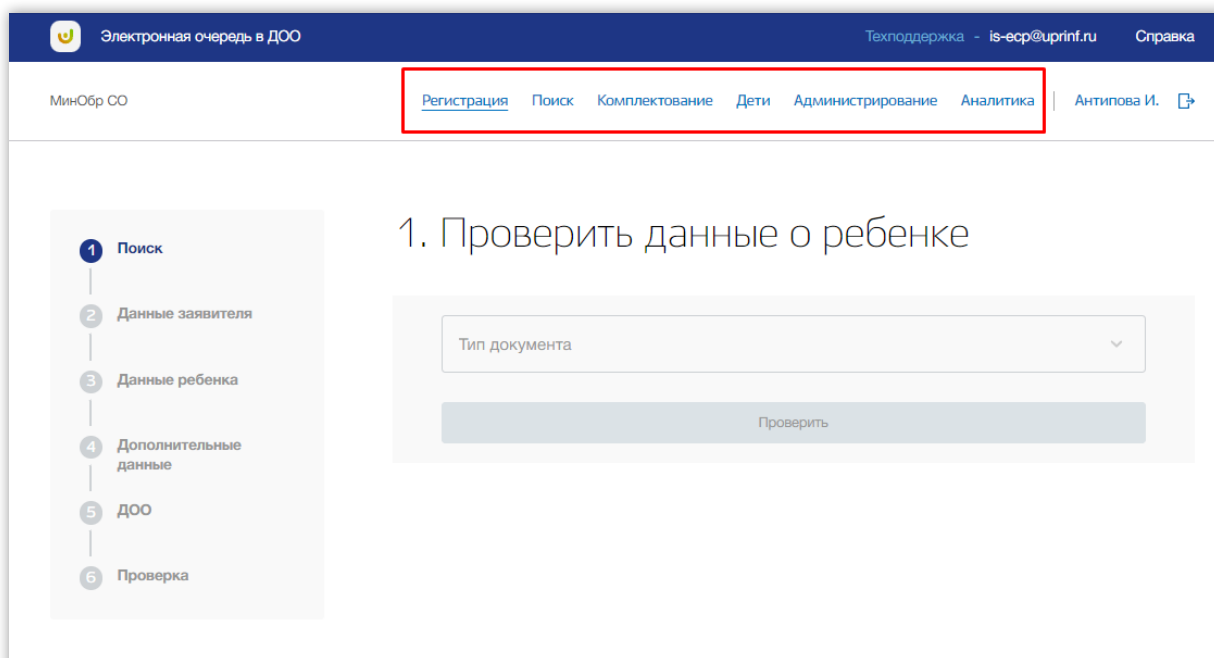 Электронная очередь в ДОО
Техподдержка - is-ecp@uprinf.ru Справка
МинОбр СО
Регистрация Поиск Комплектование Дети Администрирование Аналитика Антипова И.
1. Проверить данные о ребенке
1 Поиск
2 Данные заявителя
3 Данные ребенка
4 Дополнительные
данные
5 ДОО
6 Проверка
Тип документа
Проверить